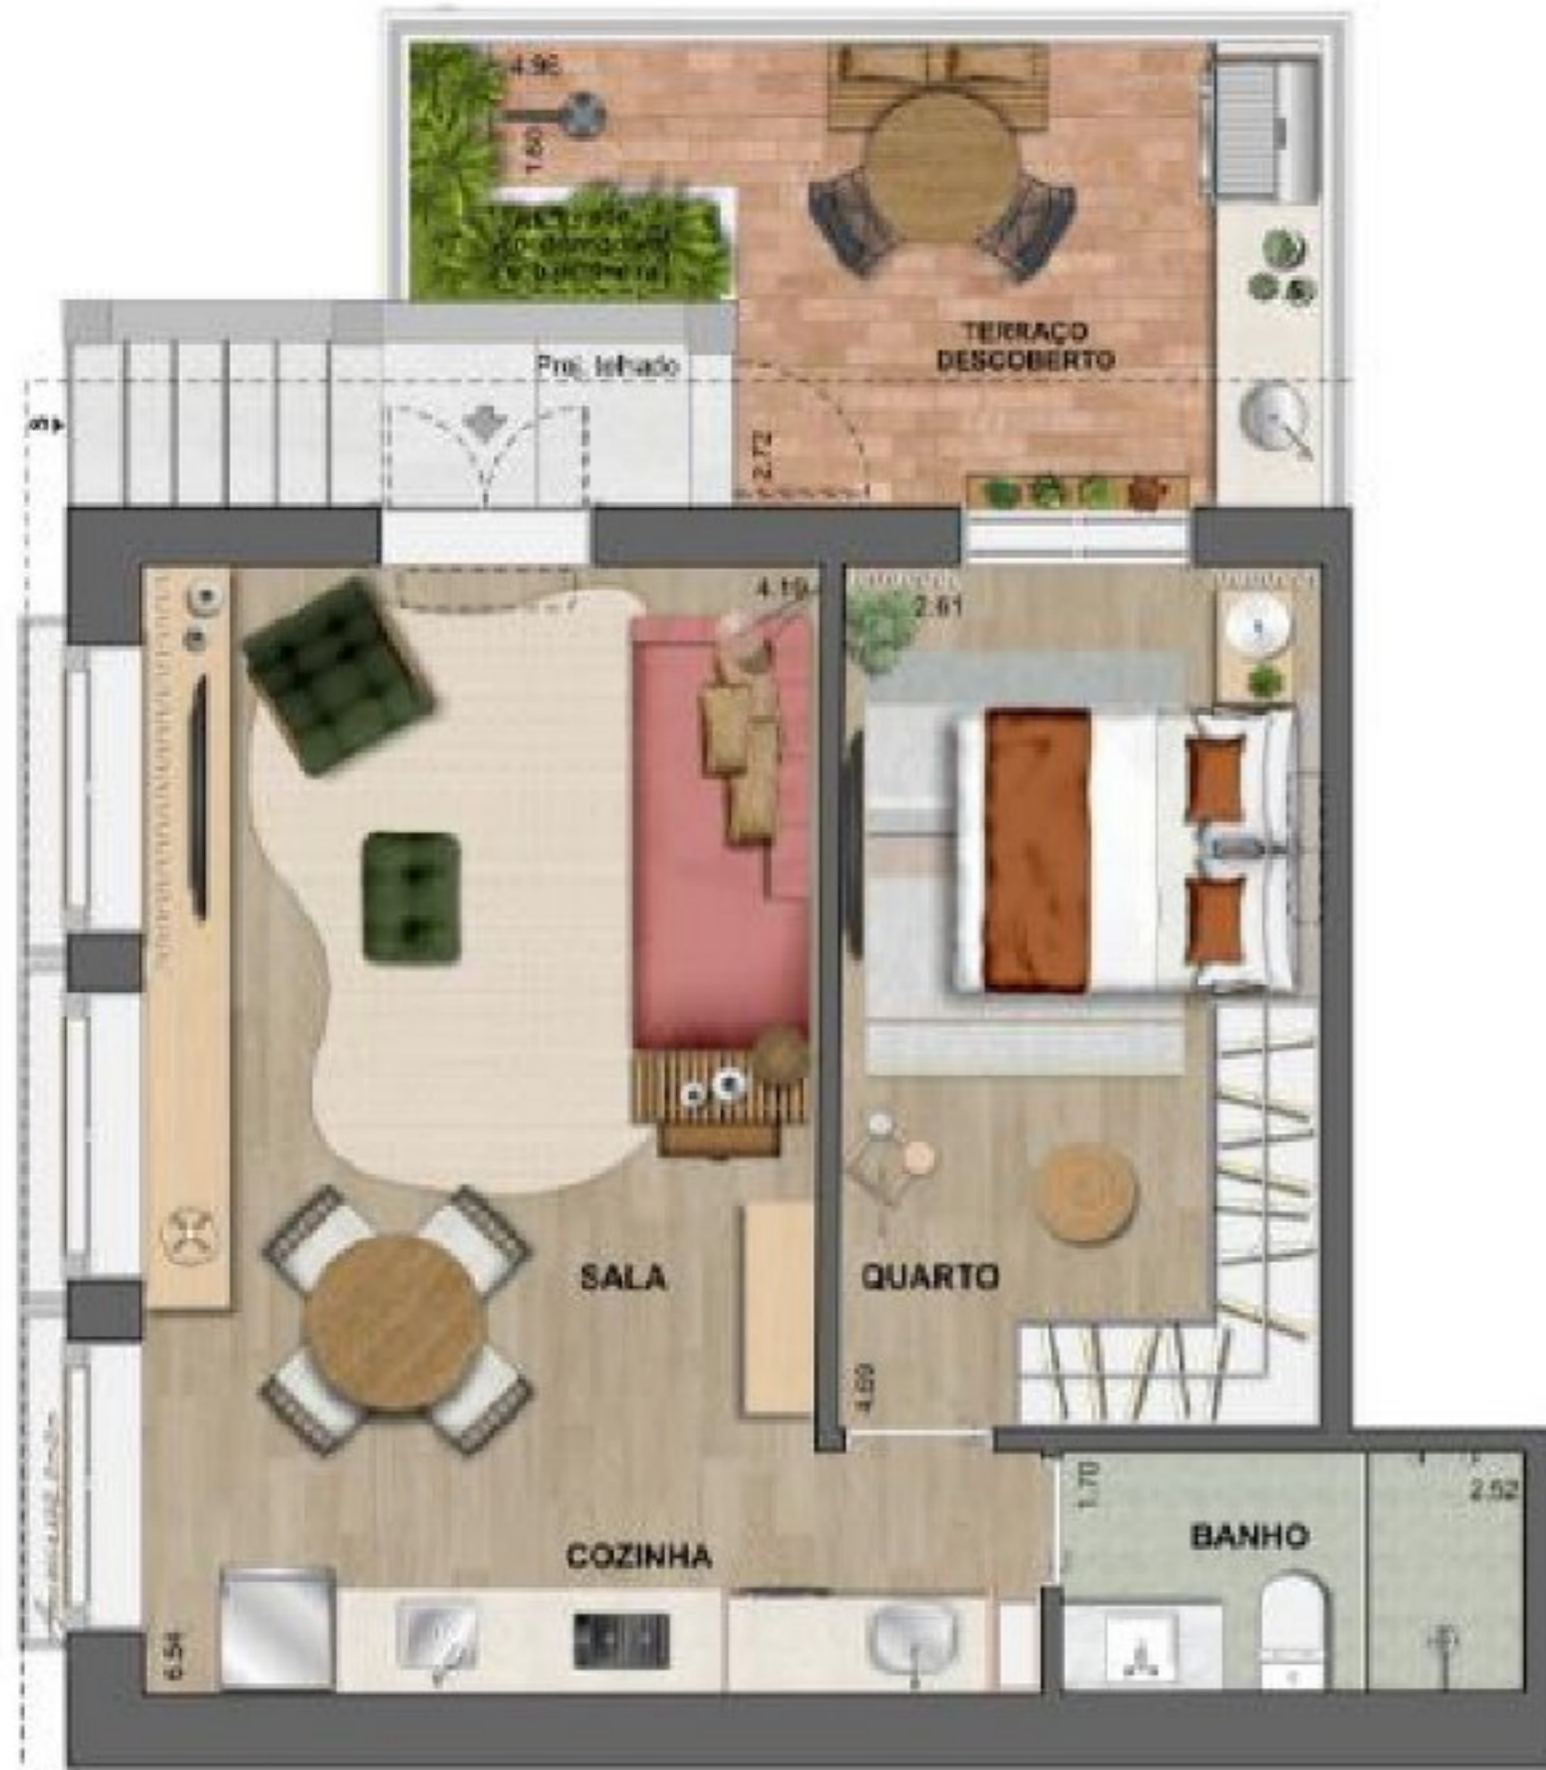 4.96
1.60
Proj. telhado
TERRAÇO
DESCOBERTO
S
2.72
4.19
2.61
SALA
QUARTO
4.69
1.70
2.52
BANHO
COZINHA
6.54